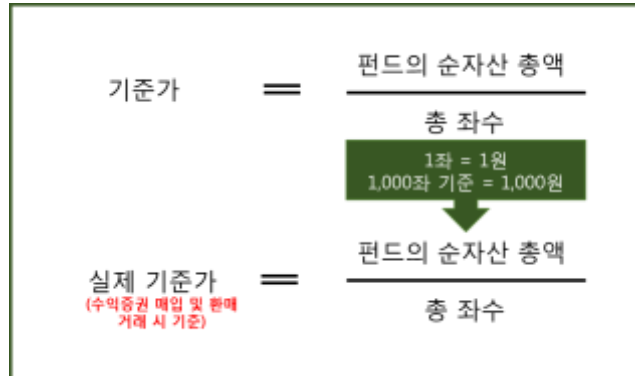 기준가
=
펀드의 순자산 총액
총 좌수
1좌 = 1원
1,000좌 기준 = 1,000원
실제 기준가
(수익증권 매입 및 환매
거래 시 기준)
=
펀드의 순자산 총액
총 좌수